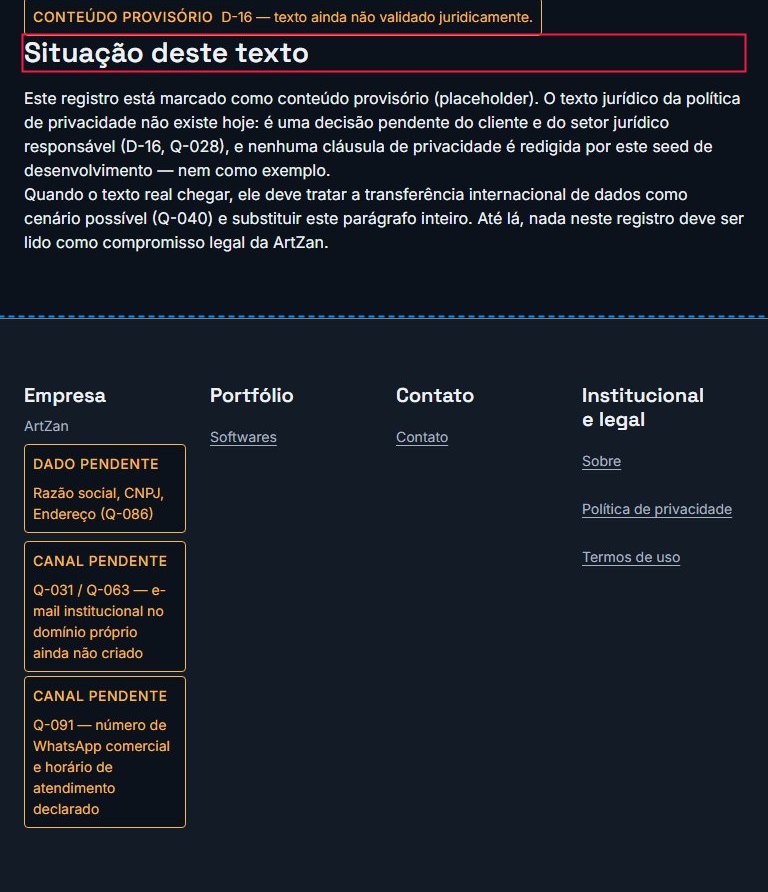 CONTEÚDO PROVISÓRIO D-16 — texto ainda não validado juridicamente.
Situação deste texto
Este registro está marcado como conteúdo provisório (placeholder). O texto jurídico da política
de privacidade não existe hoje: é uma decisão pendente do cliente e do setor jurídico
responsável (D-16, Q-028), e nenhuma cláusula de privacidade é redigida por este seed de
desenvolvimento — nem como exemplo.
Quando o texto real chegar, ele deve tratar a transferência internacional de dados como
cenário possível (Q-040) e substituir este parágrafo inteiro. Até lá, nada neste registro deve ser
lido como compromisso legal da ArtZan.
Empresa
ArtZan
DADO PENDENTE
Razão social, CNPJ,
Endereço (Q-086)
CANAL PENDENTE
Q-031 / Q-063 — e-
mail institucional no
domínio próprio
ainda não criado
CANAL PENDENTE
Q-091 — número de
WhatsApp comercial
e horário de
atendimento
declarado
Portfólio
Softwares
Contato
Contato
Institucional
e legal
Sobre
Política de privacidade
Termos de uso